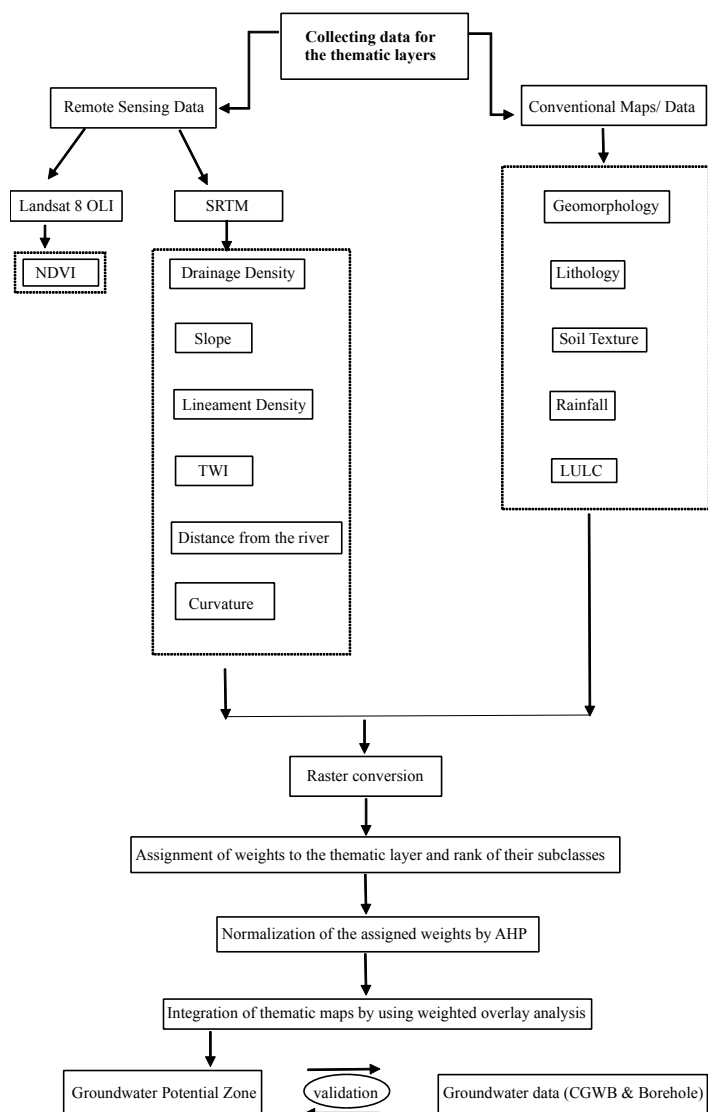 Collecting data for
the thematic layers
Remote Sensing Data
Conventional Maps/ Data
Landsat 8 OLI
SRTM
NDVI
Drainage Density
Slope
Lineament Density
TWI
Distance from the river
Curvature
Geomorphology
Lithology
Soil Texture
Rainfall
LULC
Raster conversion
Assignment of weights to the thematic layer and rank of their subclasses
Normalization of the assigned weights by AHP
Integration of thematic maps by using weighted overlay analysis
Groundwater Potential Zone
validation
Groundwater data (CGWB & Borehole)